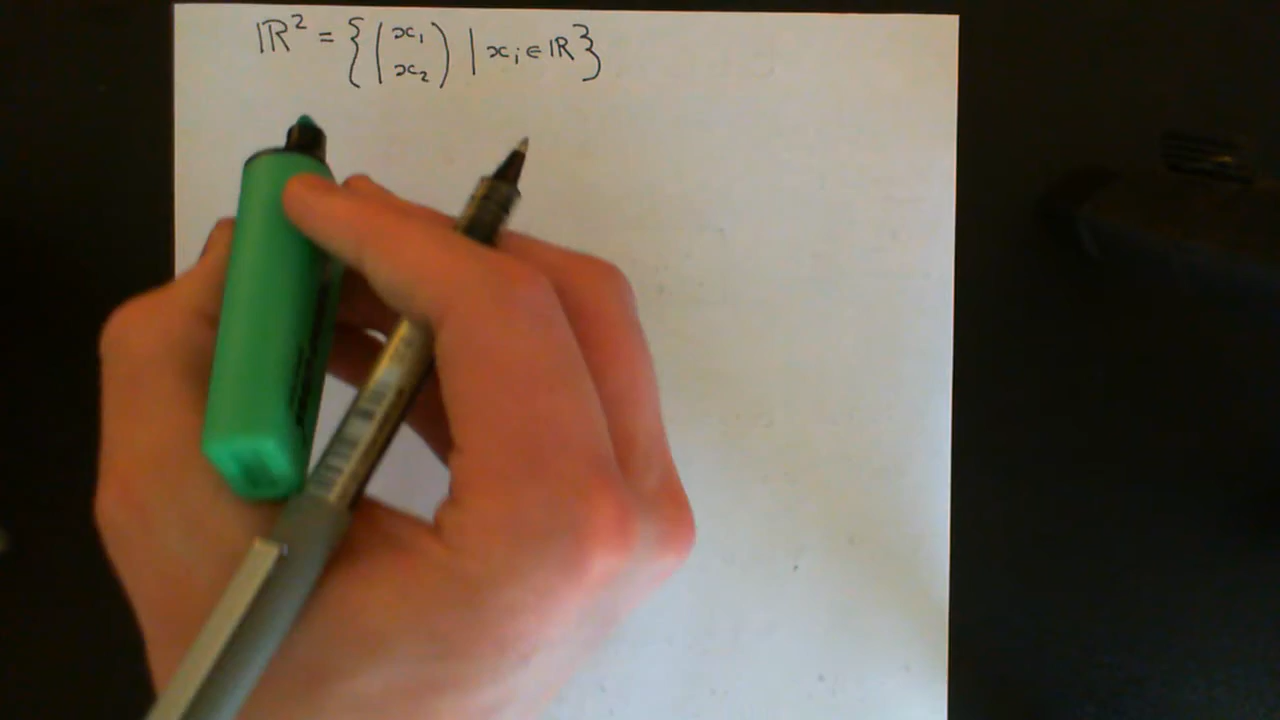 ℝ² = { (x₁ x₂) | xᵢ ∈ ℝ }